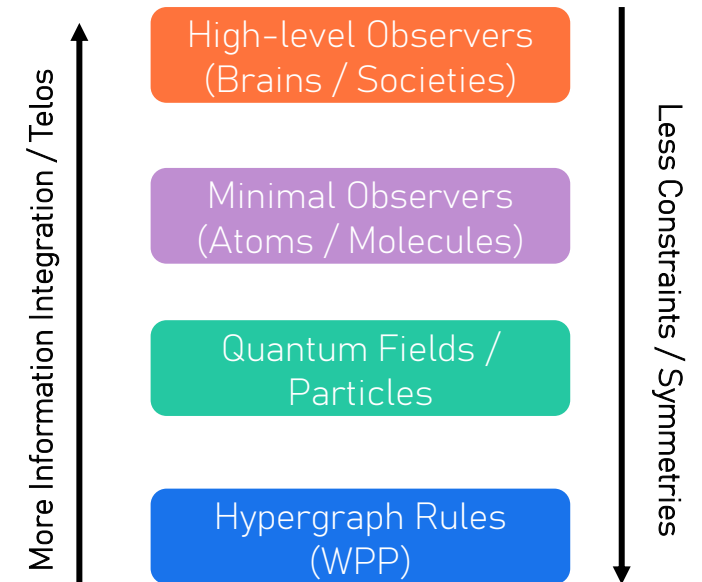 More Information Integration / Telos
High-level Observers
(Brains / Societies)
Minimal Observers
(Atoms / Molecules)
Quantum Fields /
Particles
Hypergraph Rules
(WPP)
Less Constraints / Symmetries